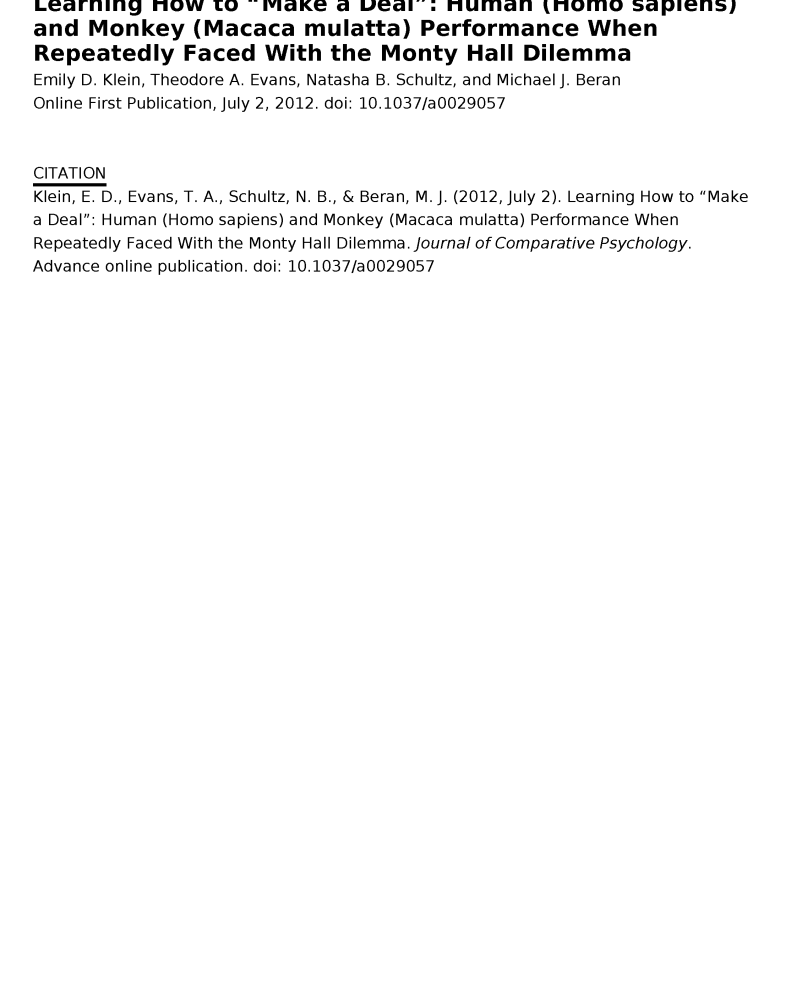 Learning How to “Make a Deal”: Human (Homo sapiens)
and Monkey (Macaca mulatta) Performance When
Repeatedly Faced With the Monty Hall Dilemma
Emily D. Klein, Theodore A. Evans, Natasha B. Schultz, and Michael J. Beran
Online First Publication, July 2, 2012. doi: 10.1037/a0029057
CITATION
Klein, E. D., Evans, T. A., Schultz, N. B., & Beran, M. J. (2012, July 2). Learning How to “Make
a Deal”: Human (Homo sapiens) and Monkey (Macaca mulatta) Performance When
Repeatedly Faced With the Monty Hall Dilemma. Journal of Comparative Psychology.
Advance online publication. doi: 10.1037/a0029057